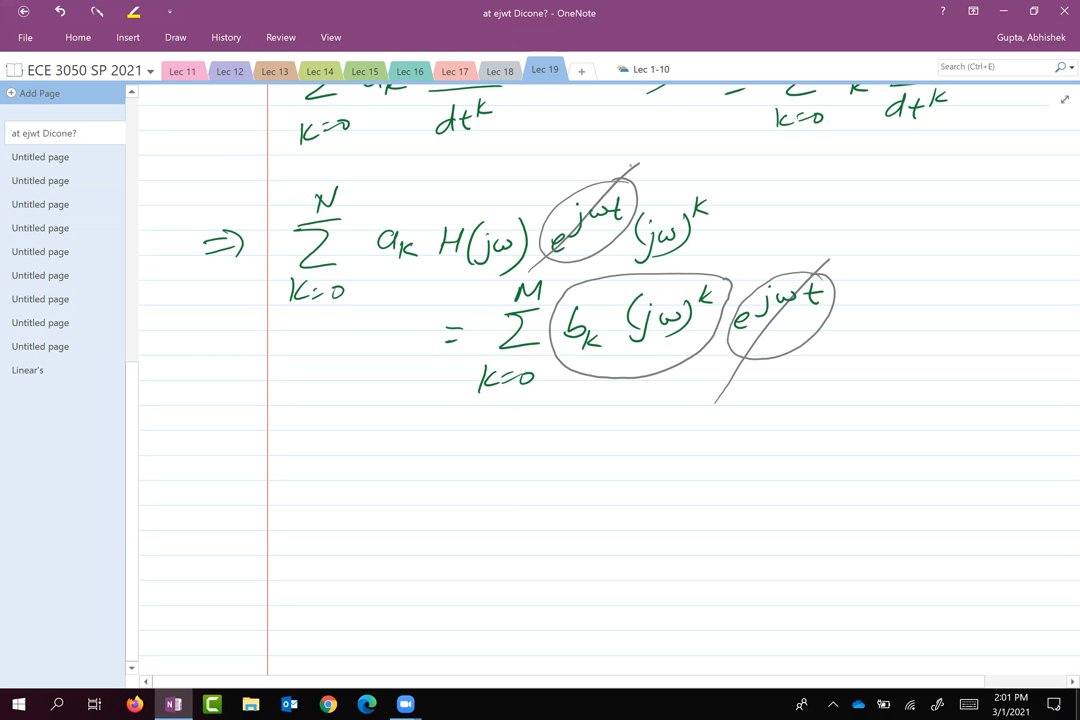 at ejwt Dicone? - OneNote
File Home Insert Draw History Review View Gupta, Abhishek
ECE 3050 SP 2021 Lec 11 Lec 12 Lec 13 Lec 14 Lec 15 Lec 16 Lec 17 Lec 18 Lec 19 + Lec 1-10 Search (Ctrl+E)
Add Page
at ejwt Dicone?
Untitled page
Untitled page
Untitled page
Untitled page
Untitled page
Untitled page
Untitled page
Untitled page
Untitled page
Linear's
k=0 dt^k = k=0 k dt^k
⇒ ∑_{k=0}^{N} a_k H(jω) e^{jωt} (jω)^k
= ∑_{k=0}^{M} b_k (jω)^k e^{jωt}
2:01 PM
3/1/2021